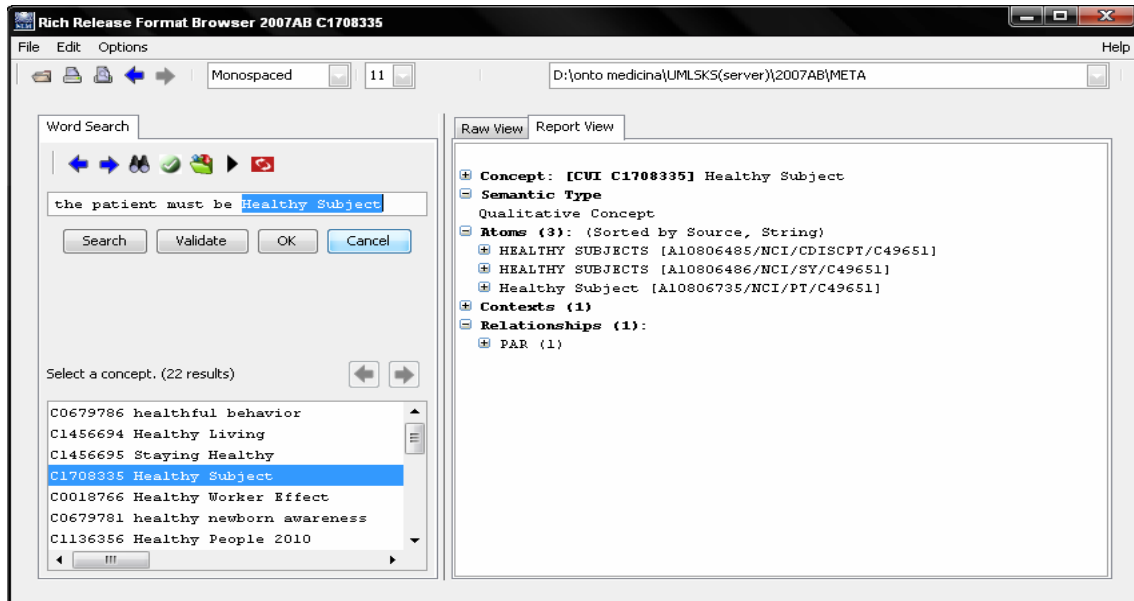 Rich Release Format Browser 2007AB C1708335
File Edit Options Help
Monospaced 11 D:\onto medicina\UMLSKS(server)\2007AB\META
Word Search
the patient must be Healthy Subject
Search Validate OK Cancel
Select a concept. (22 results)
C0679786 healthful behavior
C1456694 Healthy Living
C1456695 Staying Healthy
C1708335 Healthy Subject
C0018766 Healthy Worker Effect
C0679781 healthy newborn awareness
C1136356 Healthy People 2010
Raw View Report View
Concept: [CUI C1708335] Healthy Subject
Semantic Type
Qualitative Concept
Atoms (3): (Sorted by Source, String)
HEALTHY SUBJECTS [A10806485/NCI/CDISCPT/C49651]
HEALTHY SUBJECTS [A10806486/NCI/SY/C49651]
Healthy Subject [A10806735/NCI/PT/C49651]
Contexts (1)
Relationships (1):
PAR (1)